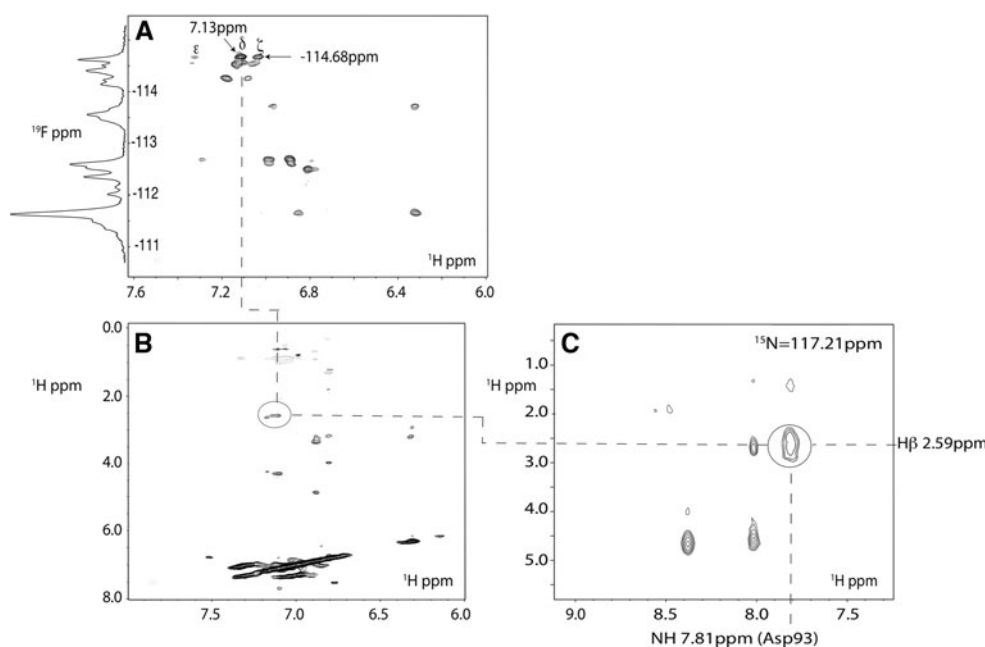 A
7.13ppm
ε δ ζ
-114.68ppm
-114
-113
¹⁹F ppm
-112
-111
¹H ppm
7.6 7.2 6.8 6.4 6.0
B
0.0
¹H ppm
2.0
4.0
6.0
8.0
¹H ppm
7.5 7.0 6.5 6.0
C
¹⁵N=117.21ppm
1.0
¹H ppm
2.0
Hβ 2.59ppm
3.0
4.0
5.0
¹H ppm
9.0 8.5 8.0 7.5
NH 7.81ppm (Asp93)